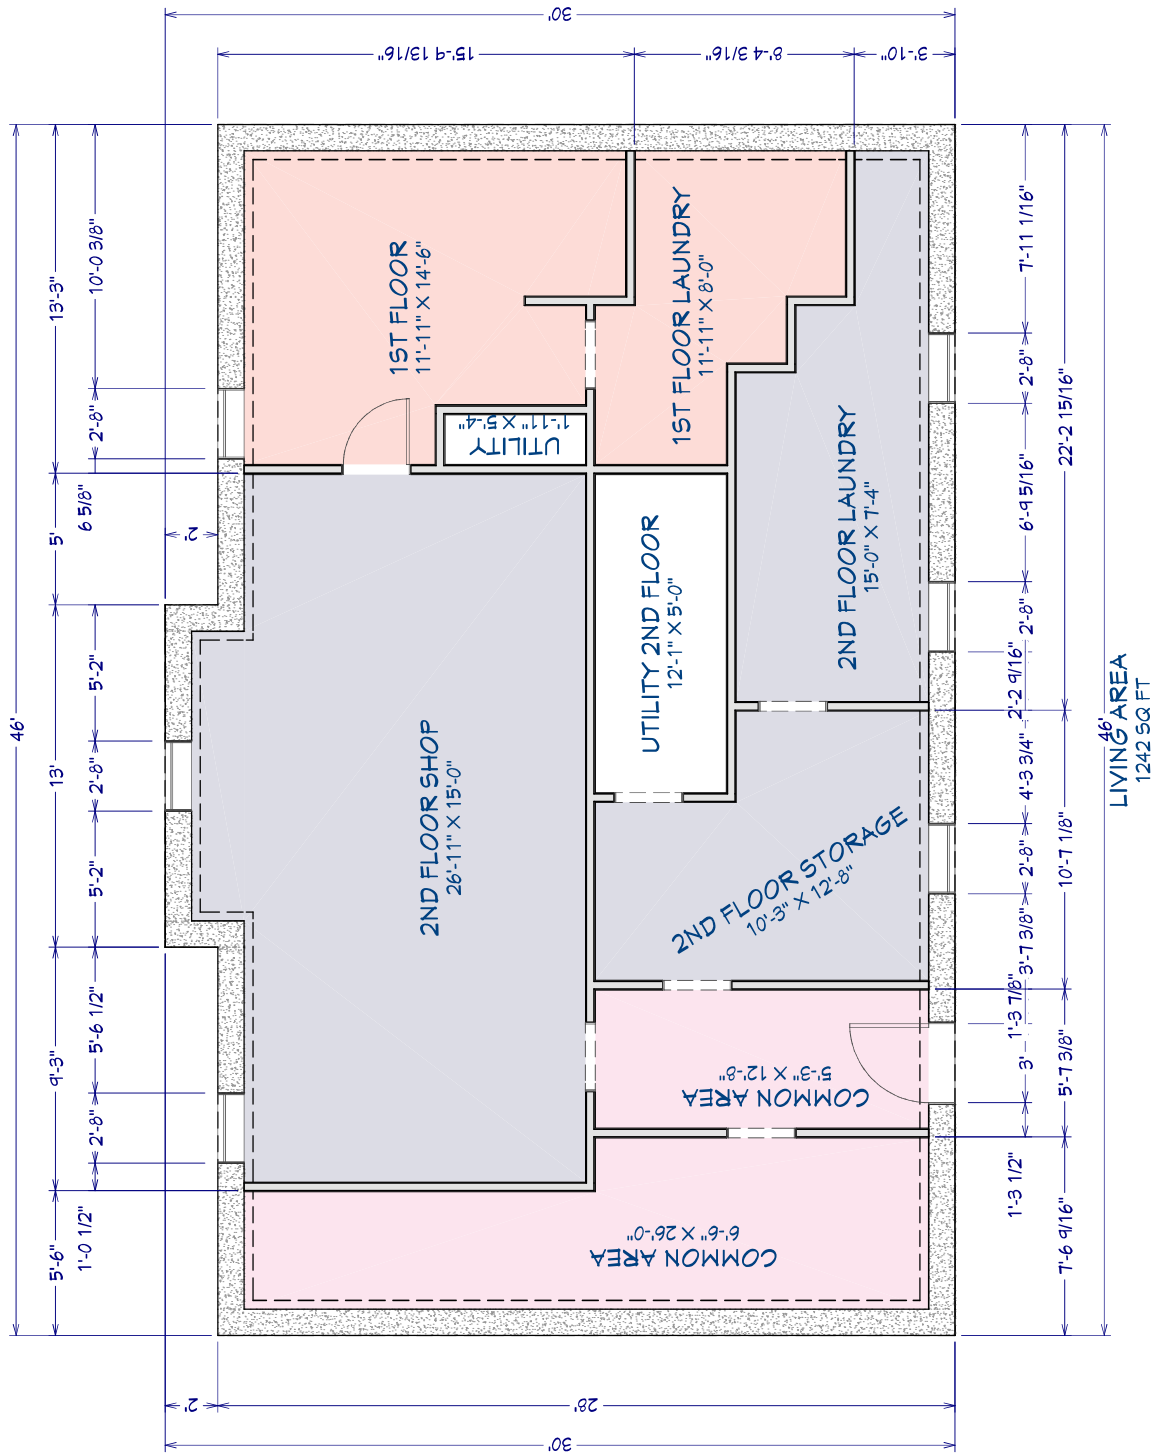 30'
15'-9 13/16"
8'-4 3/16"
3'-10"
46'
13'-3"
10'-0 3/8"
2'-8"
6 5/8"
5'
2'
13'
5'-2"
2'-8"
5'-2"
9'-3"
5'-6 1/2"
2'-8"
1'-0 1/2"
5'-6"
1ST FLOOR
11'-11" X 14'-6"
1ST FLOOR LAUNDRY
11'-11" X 8'-0"
UTILITY
1'-11" X 5'-4"
2ND FLOOR SHOP
26'-11" X 15'-0"
UTILITY 2ND FLOOR
12'-1" X 5'-0"
2ND FLOOR LAUNDRY
15'-0" X 7'-4"
2ND FLOOR STORAGE
10'-3" X 12'-8"
COMMON AREA
5'-3" X 12'-8"
COMMON AREA
6'-6" X 26'-0"
7'-11 1/16"
2'-8"
6'-9 5/16"
2'-8"
2'-2 9/16"
4'-3 3/4"
2'-8"
3'-7 3/8"
1'-3 7/8"
3'
1'-3 1/2"
22'-2 15/16"
10'-7 1/8"
5'-7 3/8"
7'-6 9/16"
46'
LIVING AREA
1242 SQ FT
2'
28'
30'